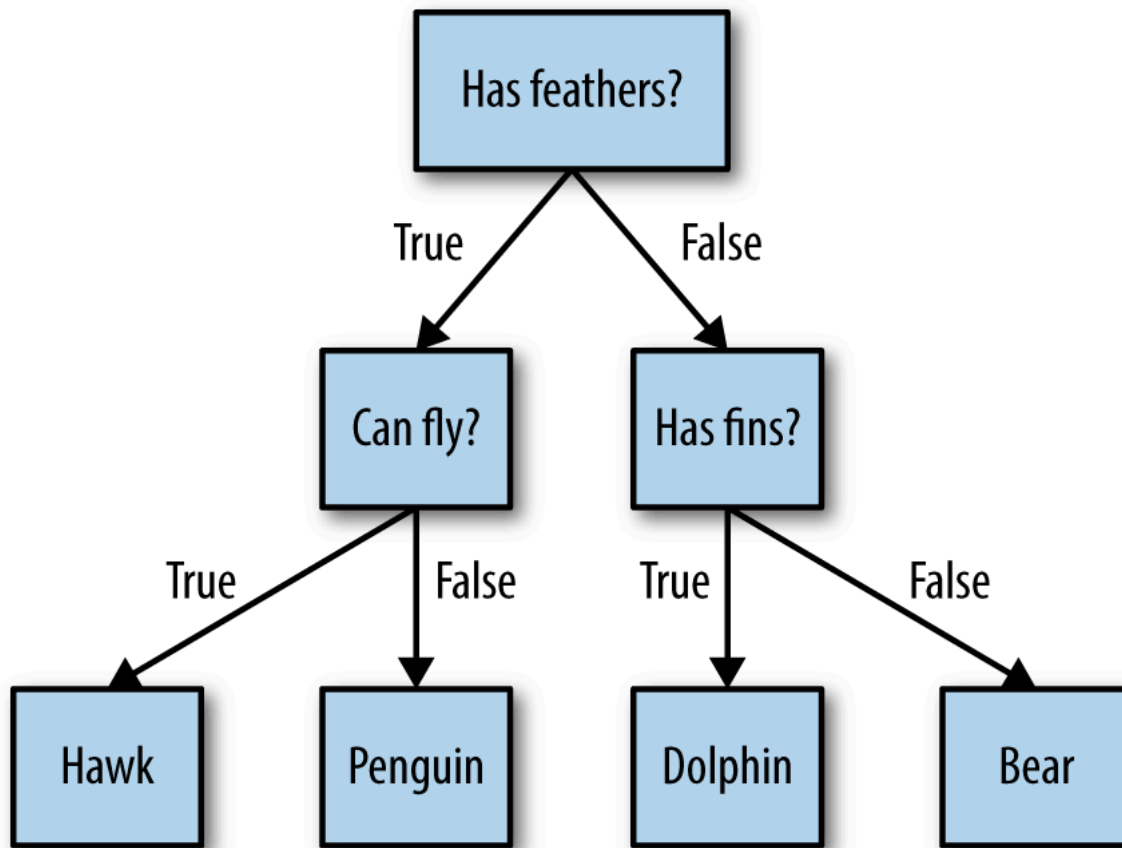 Has feathers?
True
False
Can fly?
Has fins?
True
False
True
False
Hawk
Penguin
Dolphin
Bear